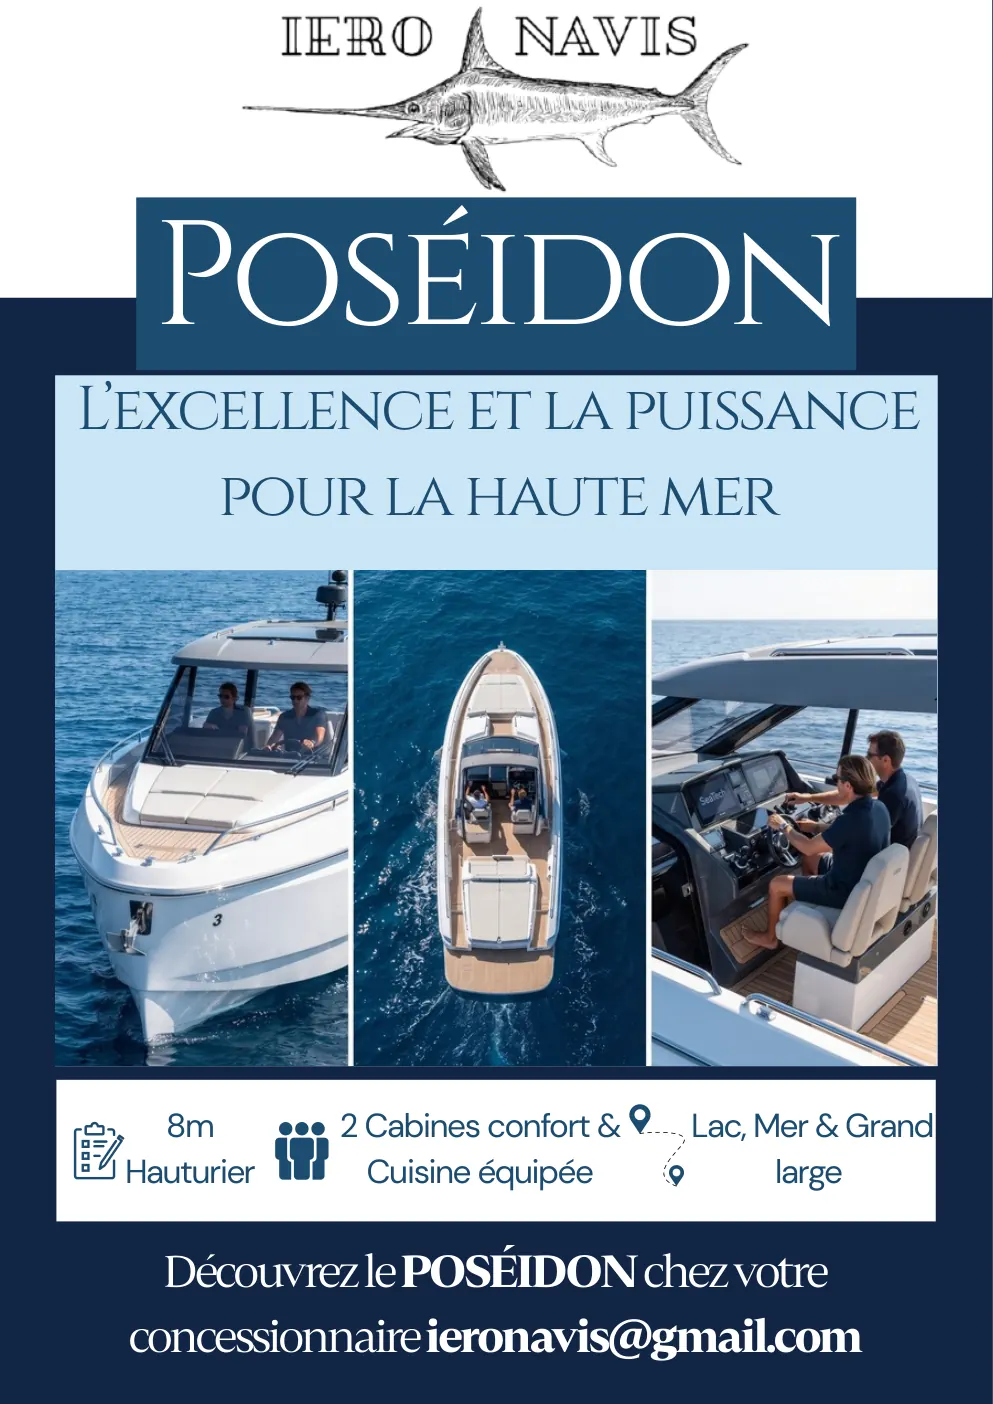 IERO NAVIS
POSÉIDON
L'EXCELLENCE ET LA PUISSANCE
POUR LA HAUTE MER
3
SeaTech
8m
Hauturier
2 Cabines confort &
Cuisine équipée
Lac, Mer & Grand
large
Découvrez le POSÉIDON chez votre
concessionnaire ieronavis@gmail.com